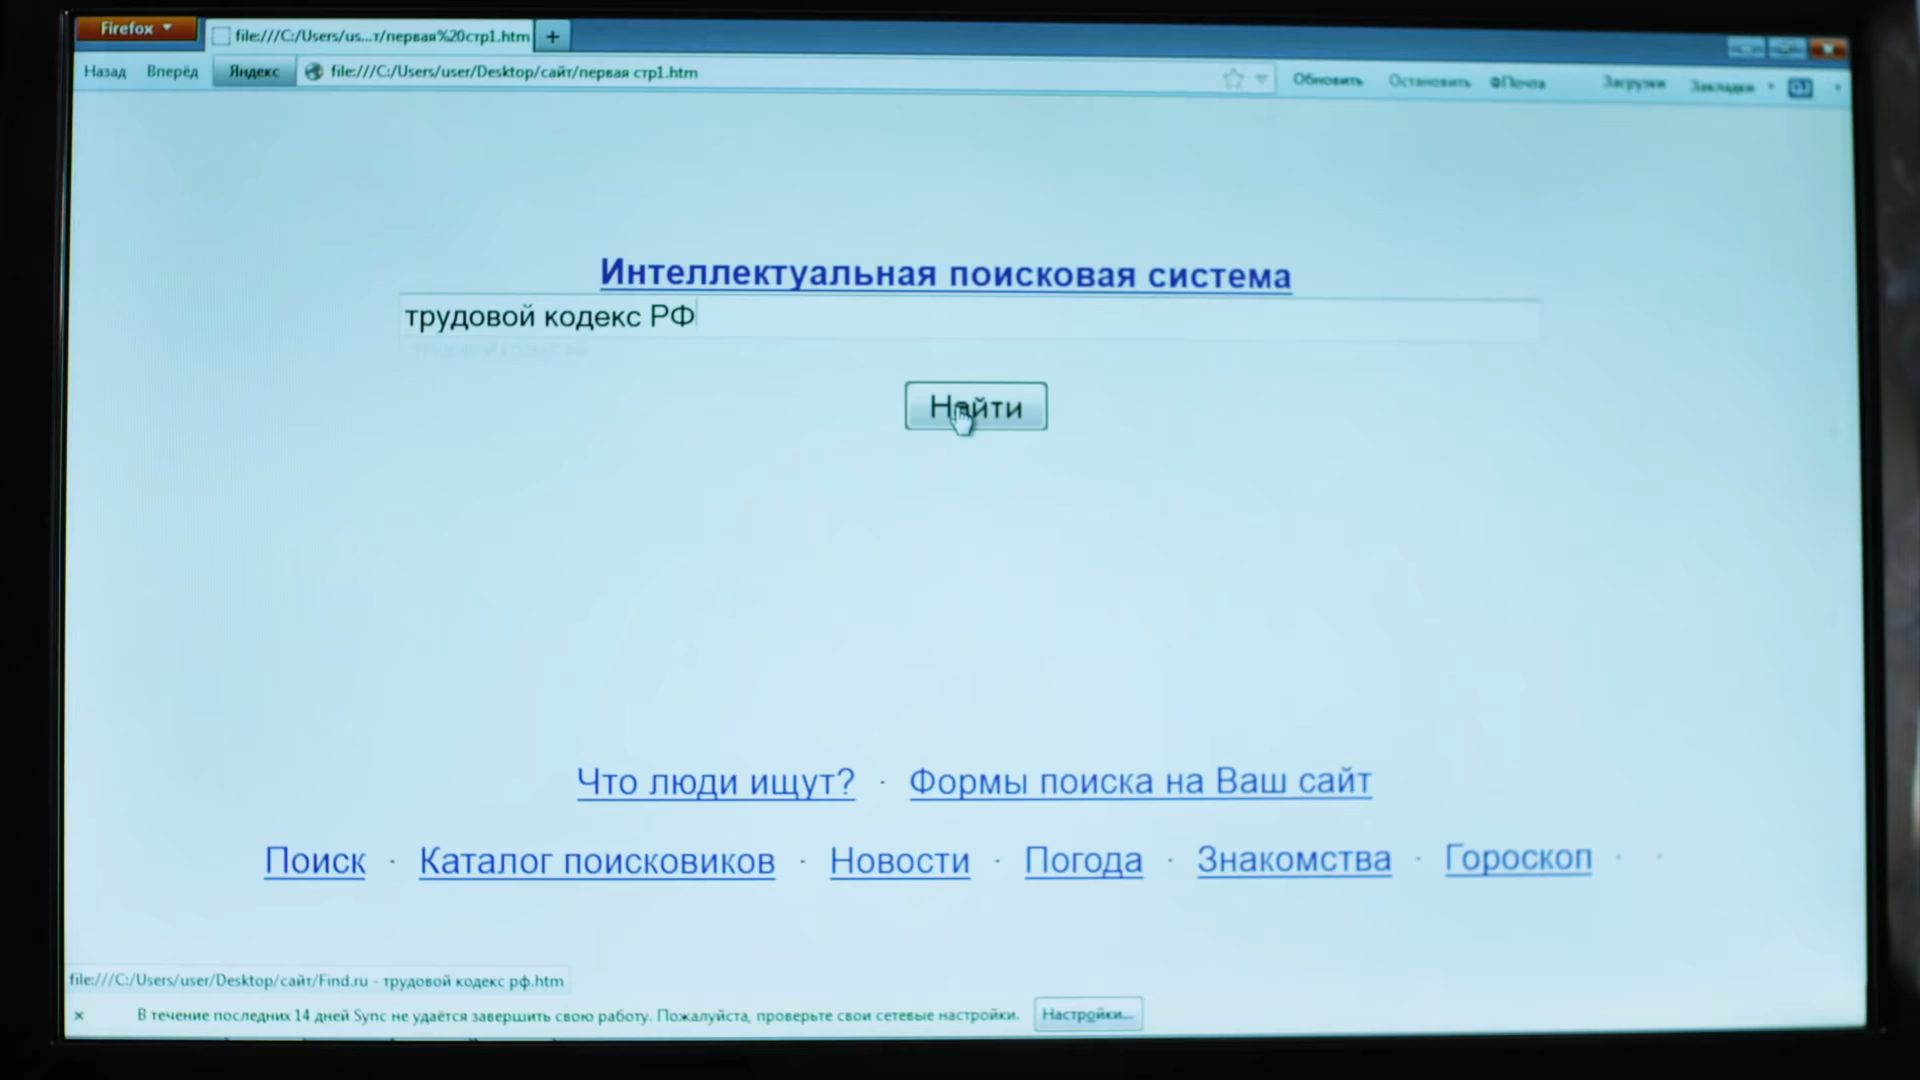 Firefox
file:///C:/Users/us...т/первая%20стр1.htm +
Назад Вперёд Яндекс file:///C:/Users/user/Desktop/сайт/первая стр1.htm Обновить Остановить Почта Загрузки Закладки
Интеллектуальная поисковая система
трудовой кодекс РФ
Найти
Что люди ищут? · Формы поиска на Ваш сайт
Поиск · Каталог поисковиков · Новости · Погода · Знакомства · Гороскоп · ·
file:///C:/Users/user/Desktop/сайт/Find.ru - трудовой кодекс рф.htm
× В течение последних 14 дней Sync не удаётся завершить свою работу. Пожалуйста, проверьте свои сетевые настройки. Настройки...